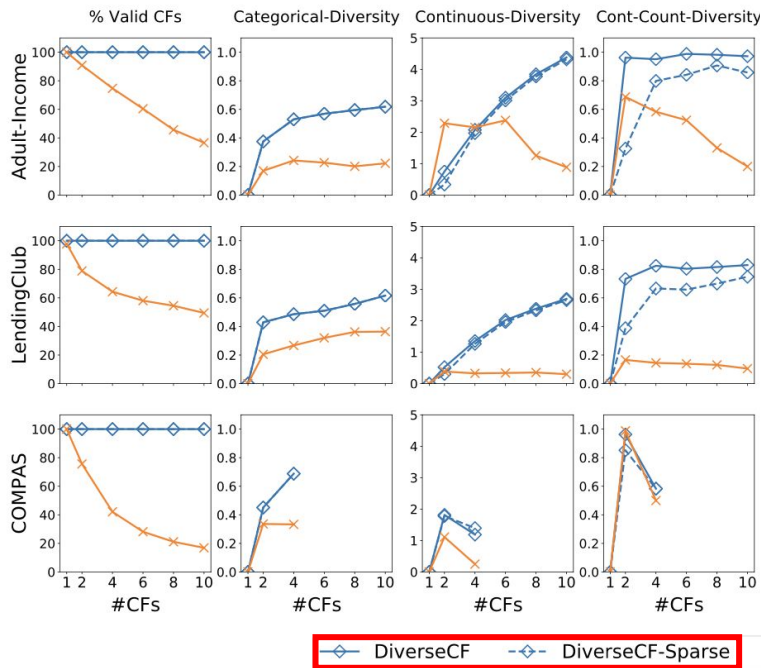 % Valid CFs Categorical-Diversity Continuous-Diversity Cont-Count-Diversity
Adult-Income
100 80 60 40 20 0
1.0 0.8 0.6 0.4 0.2 0.0
5 4 3 2 1 0
1.0 0.8 0.6 0.4 0.2 0.0
LendingClub
100 80 60 40 20 0
1.0 0.8 0.6 0.4 0.2 0.0
5 4 3 2 1 0
1.0 0.8 0.6 0.4 0.2 0.0
COMPAS
100 80 60 40 20 0
1.0 0.8 0.6 0.4 0.2 0.0
5 4 3 2 1 0
1.0 0.8 0.6 0.4 0.2 0.0
1 2 4 6 8 10 1 2 4 6 8 10 1 2 4 6 8 10 1 2 4 6 8 10
#CFs #CFs #CFs #CFs
DiverseCF DiverseCF-Sparse